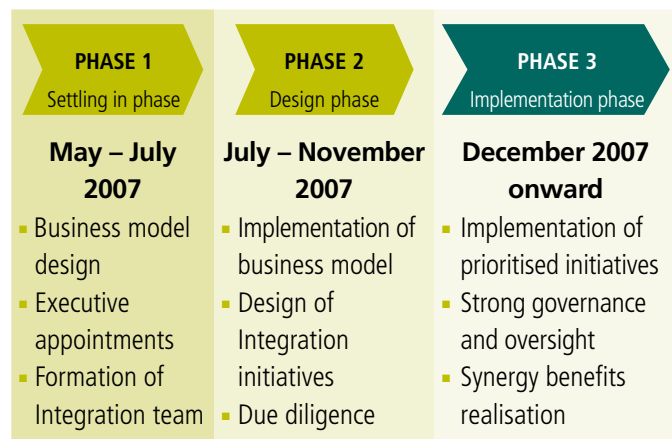 PHASE 1
Settling in phase
May – July
2007
▪ Business model
design
▪ Executive
appointments
▪ Formation of
Integration team
PHASE 2
Design phase
July – November
2007
▪ Implementation of
business model
▪ Design of
Integration
initiatives
▪ Due diligence
PHASE 3
Implementation phase
December 2007
onward
▪ Implementation of
prioritised initiatives
▪ Strong governance
and oversight
▪ Synergy benefits
realisation